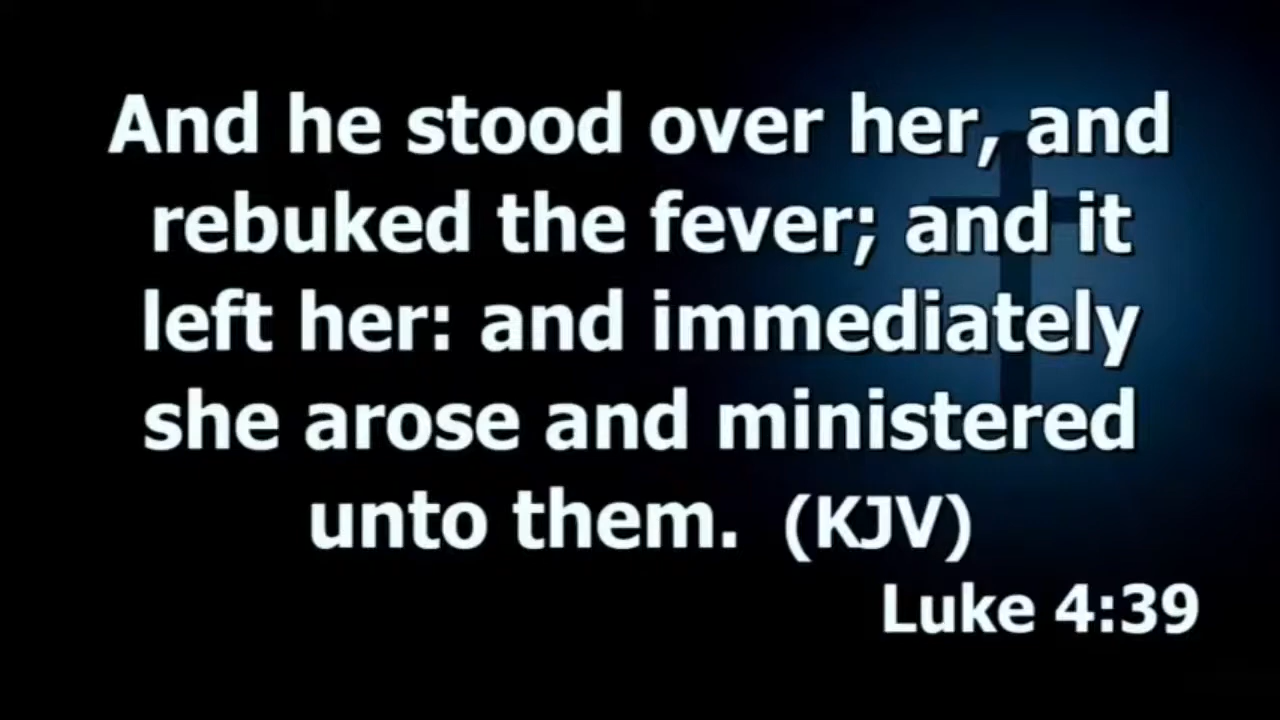 And he stood over her, and
rebuked the fever; and it
left her: and immediately
she arose and ministered
unto them.  (KJV)
Luke 4:39